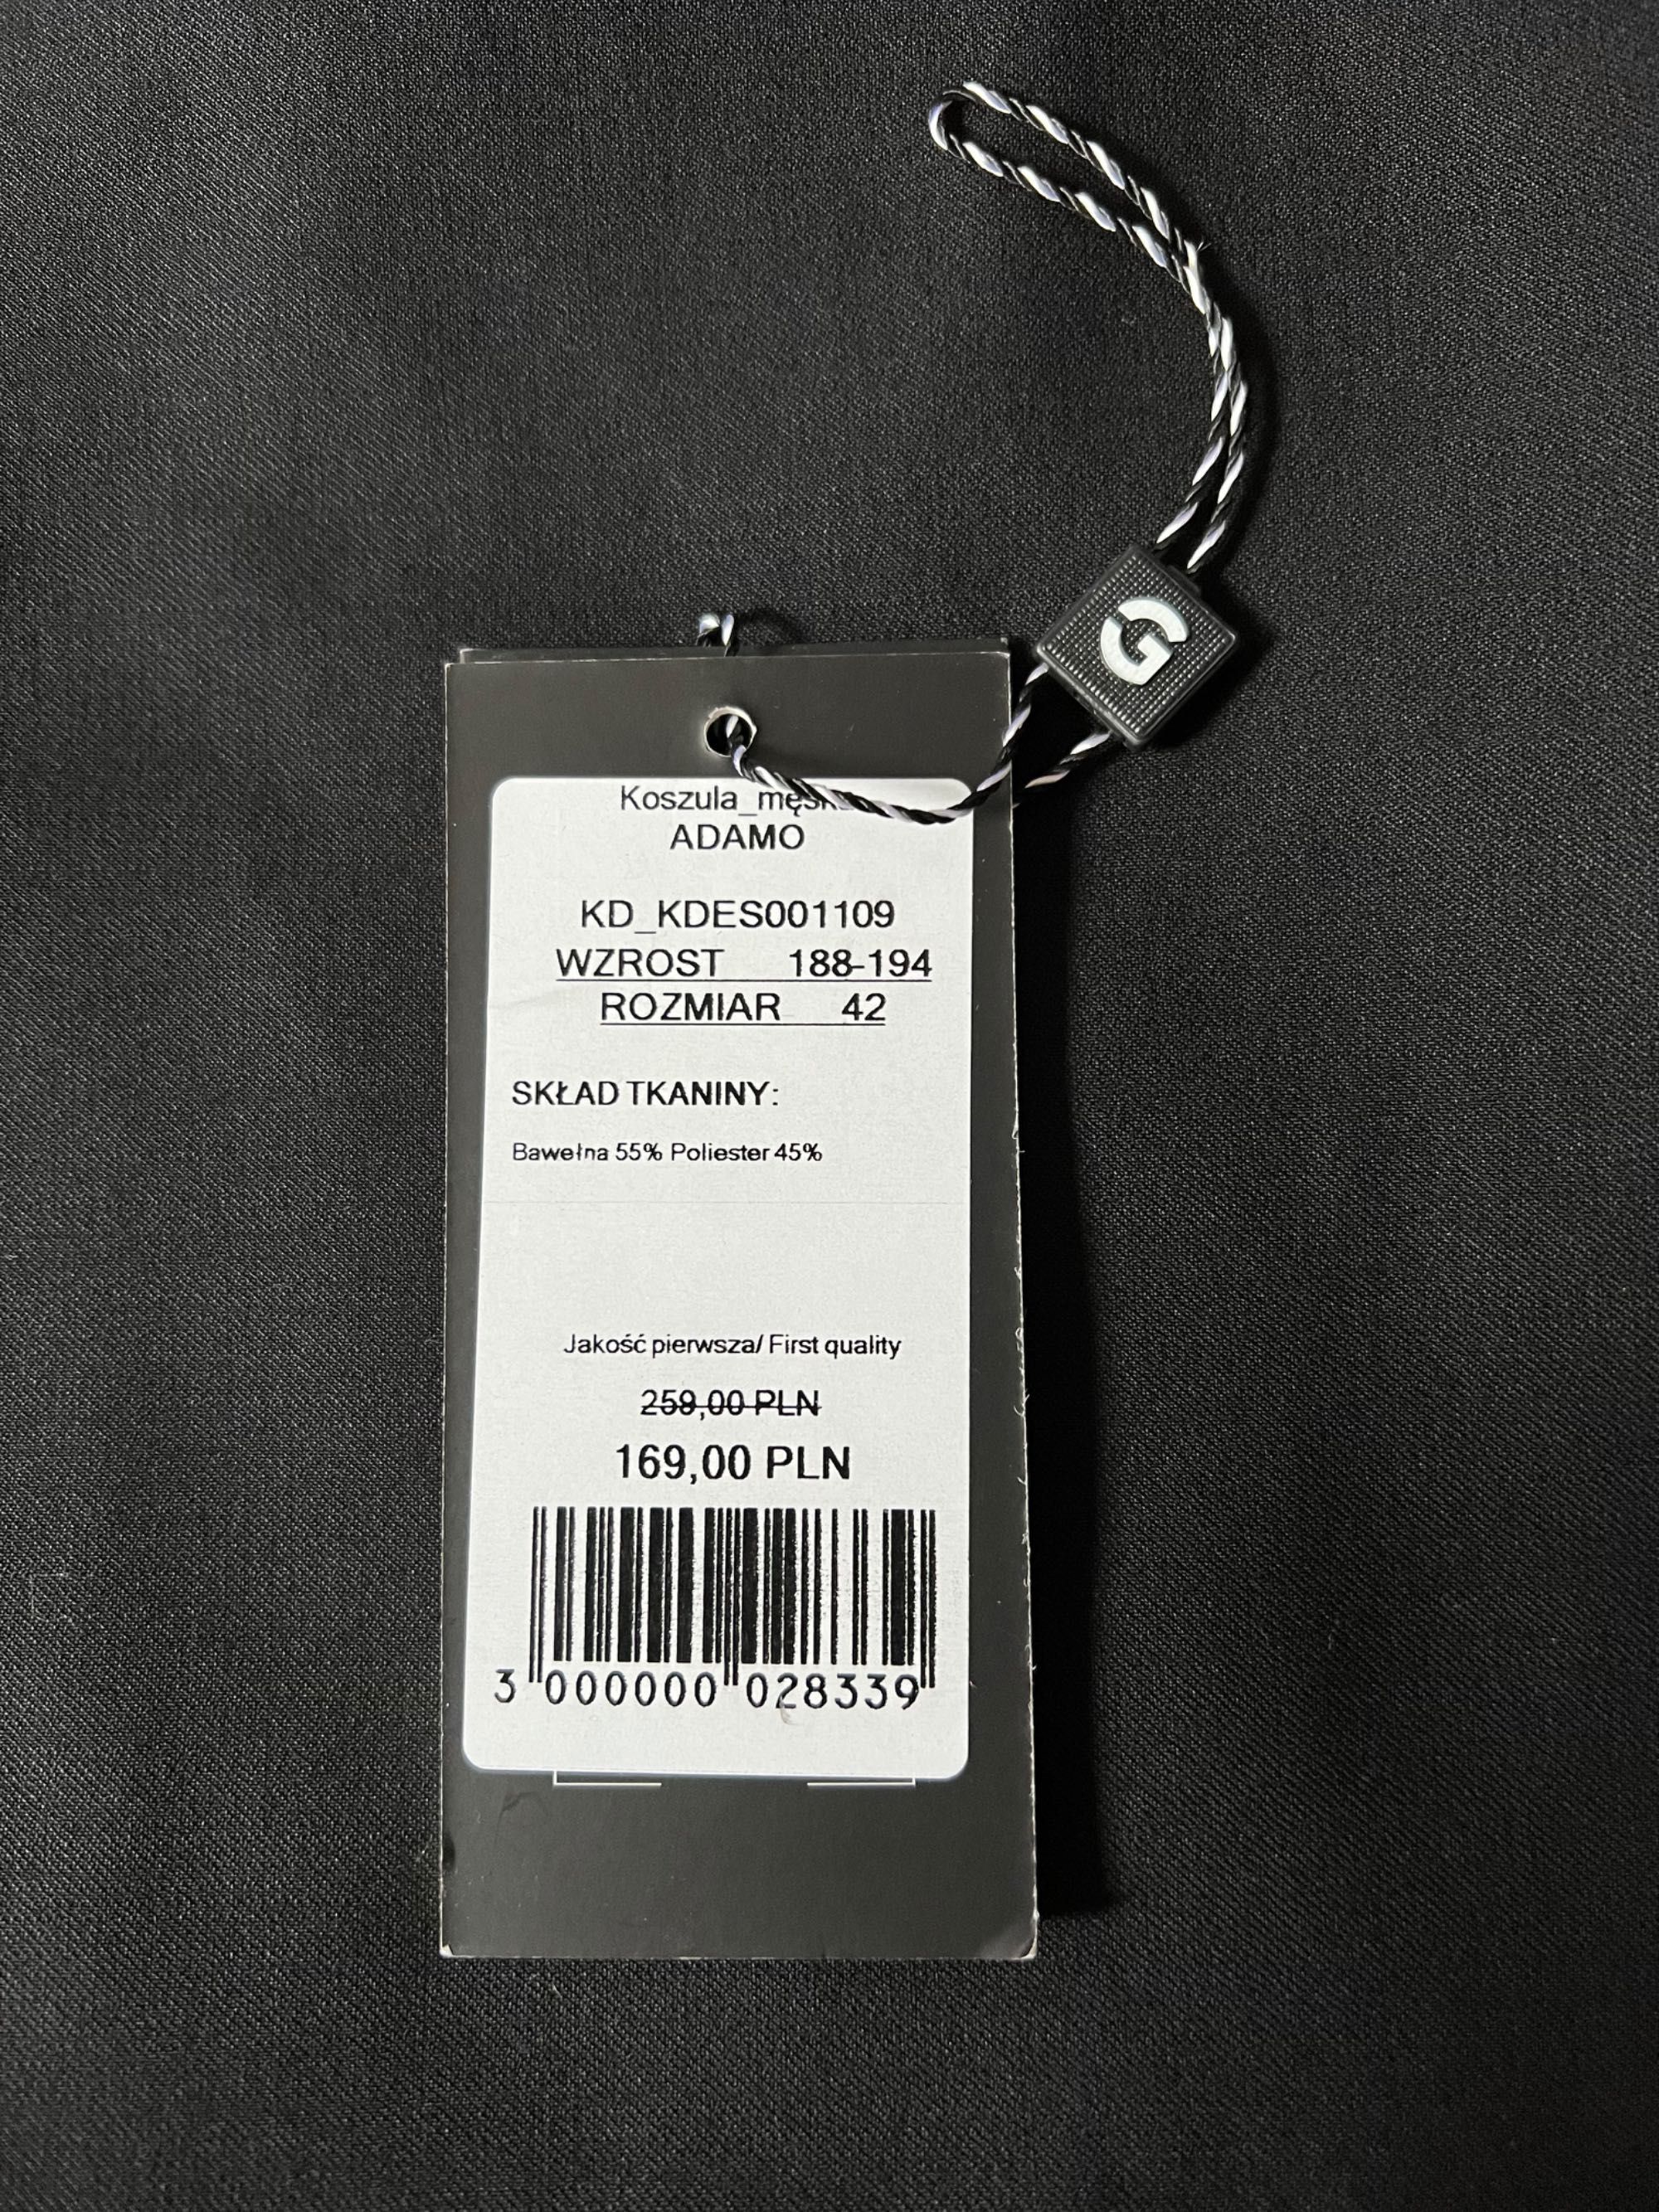 G
Koszula_męska
ADAMO
KD_KDES001109
WZROST 188-194
ROZMIAR 42
SKŁAD TKANINY:
Bawełna 55% Poliester 45%
Jakość pierwsza/ First quality
259,00 PLN
169,00 PLN
3 000000 028339